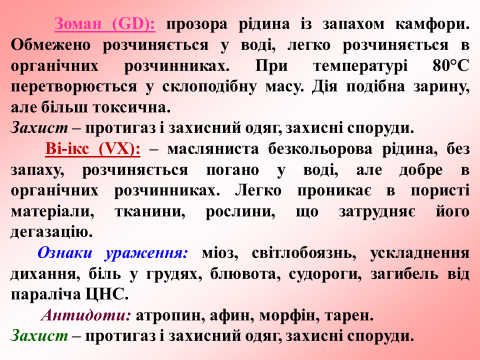 Зоман (GD): прозора рідина із запахом камфори.
Обмежено розчиняється у воді, легко розчиняється в
органічних розчинниках. При температурі 80°С
перетворюється у склоподібну масу. Дія подібна зарину,
але більш токсична.
Захист – протигаз і захисний одяг, захисні споруди.
Ві-ікс (VX): – масляниста безкольорова рідина, без
запаху, розчиняється погано у воді, але добре в
органічних розчинниках. Легко проникає в пористі
матеріали, тканини, рослини, що затрудняє його
дегазацію.
Ознаки ураження: міоз, світлобоязнь, ускладнення
дихання, біль у грудях, блювота, судороги, загибель від
параліча ЦНС.
Антидоти: атропин, афин, морфін, тарен.
Захист – протигаз і захисний одяг, захисні споруди.